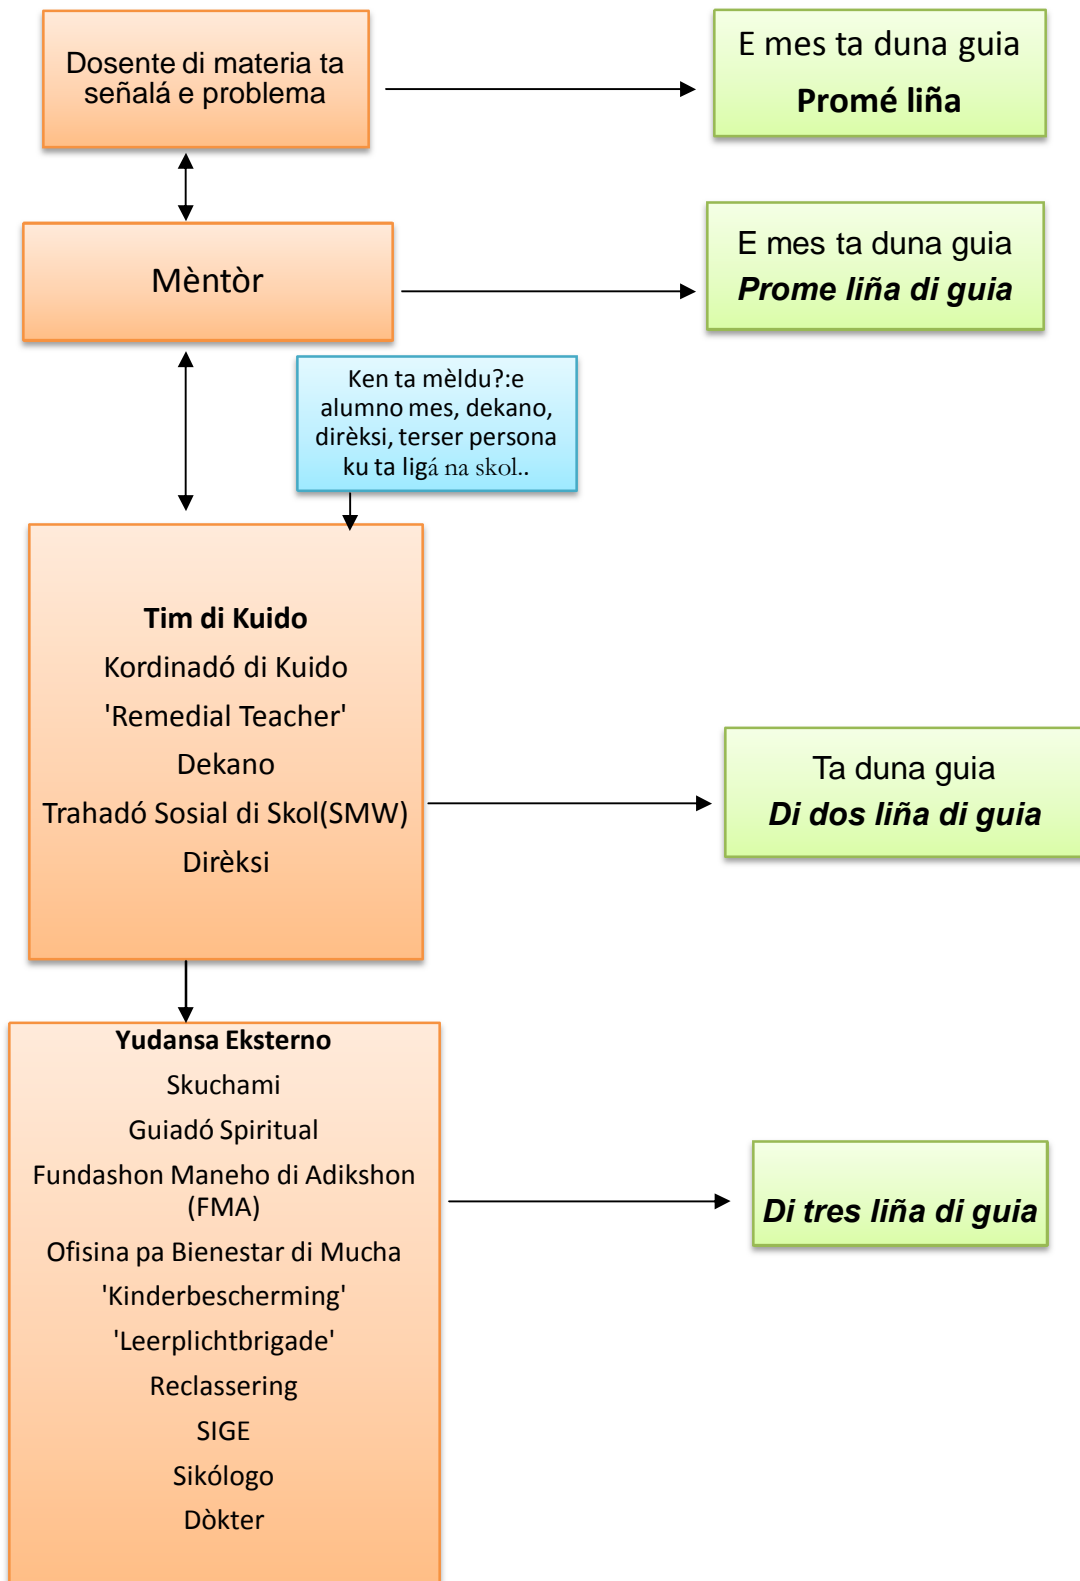 Dosente di materia ta
señalá e problema
E mes ta duna guia
Promé liña
Mèntòr
E mes ta duna guia
Prome liña di guia
Ken ta mèldu?:e
alumno mes, dekano,
dirèksi, terser persona
ku ta ligá na skol..
Tim di Kuido
Kordinadó di Kuido
'Remedial Teacher'
Dekano
Trahadó Sosial di Skol(SMW)
Dirèksi
Ta duna guia
Di dos liña di guia
Yudansa Eksterno
Skuchami
Guiadó Spiritual
Fundashon Maneho di Adikshon
(FMA)
Ofisina pa Bienestar di Mucha
'Kinderbescherming'
'Leerplichtbrigade'
Reclassering
SIGE
Sikólogo
Dòkter
Di tres liña di guia